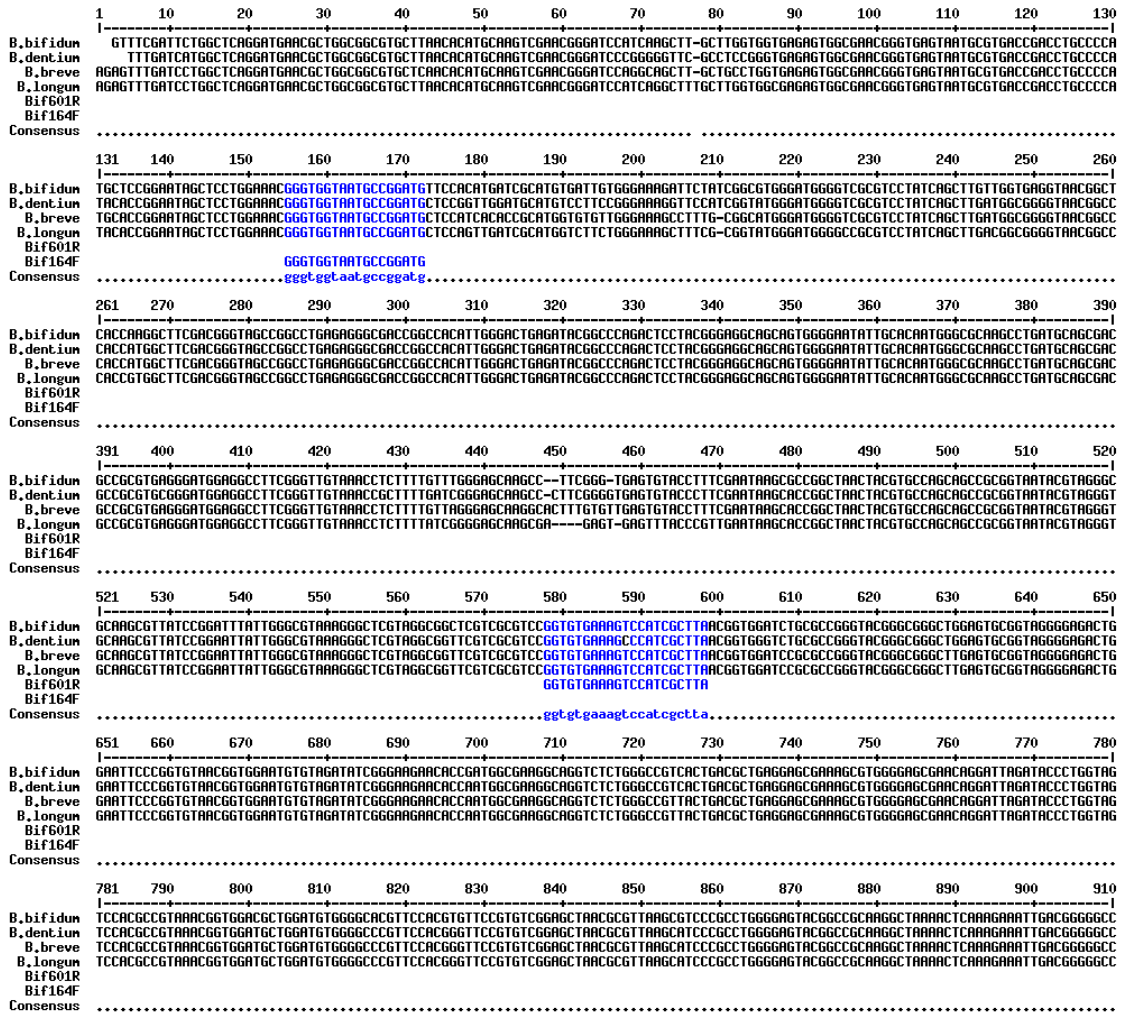 1 10 20 30 40 50 60 70 80 90 100 110 120 130
|--------+---------+---------+---------+---------+---------+---------+---------+---------+---------+---------+---------+---------|
B.bifidum GTTTCGATTCTGGCTCAGGATGAACGCTGGCGGCGTGCTTAACACATGCAAGTCGAACGGGATCCATCAAGCTT-GCTTGGTGGTGAGAGTGGCGAACGGGTGAGTAATGCGTGACCGACCTGCCCCA
B.dentium TTTGATCATGGCTCAGGATGAACGCTGGCGGCGTGCTTAACACATGCAAGTCGAACGGGATCCCGGGGGTTC-GCCTCCGGGTGAGAGTGGCGAACGGGTGAGTAATGCGTGACCGACCTGCCCCA
B.breve AGAGTTTGATCCTGGCTCAGGATGAACGCTGGCGGCGTGCTCAACACATGCAAGTCGAACGGGATCCAGGCAGCTT-GCTGCCTGGTGAGAGTGGCGAACGGGTGAGTAATGCGTGACCGACCTGCCCCA
B.longum AGAGTTTGATCCTGGCTCAGGATGAACGCTGGCGGCGTGCTTAACACATGCAAGTCGAACGGGATCCATCAGGCTTTGCTTGGTGGCGAGAGTGGCGAACGGGTGAGTAATGCGTGACCGACCTGCCCCA
Bif601R
Bif164F
Consensus ............................................................................ .....................................................
131 140 150 160 170 180 190 200 210 220 230 240 250 260
|--------+---------+---------+---------+---------+---------+---------+---------+---------+---------+---------+---------+---------|
B.bifidum TGCTCCGGAATAGCTCCTGGAAACGGGTGGTAATGCCGGATGTTCCACATGATCGCATGTGATTGTGGGAAAGATTCTATCGGCGTGGGATGGGGTCGCGTCCTATCAGCTTGTTGGTGAGGTAACGGCT
B.dentium TACACCGGAATAGCTCCTGGAAACGGGTGGTAATGCCGGATGCTCCGGTTGGATGCATGTCCTTCCGGGAAAGGTTCCATCGGTATGGGATGGGGTCGCGTCCTATCAGCTTGATGGCGGGGTAACGGCC
B.breve TGCACCGGAATAGCTCCTGGAAACGGGTGGTAATGCCGGATGCTCCATCACACCGCATGGTGTGTTGGGAAAGCCTTTG-CGGCATGGGATGGGGTCGCGTCCTATCAGCTTGATGGCGGGGTAACGGCC
B.longum TACACCGGAATAGCTCCTGGAAACGGGTGGTAATGCCGGATGCTCCAGTTGATCGCATGGTCTTCTGGGAAAGCTTTCG-CGGTATGGGATGGGGCCGCGTCCTATCAGCTTGACGGCGGGGTAACGGCC
Bif601R
Bif164F GGGTGGTAATGCCGGATG
Consensus ........................gggtggtaatgccggatg........................................................................................
261 270 280 290 300 310 320 330 340 350 360 370 380 390
|--------+---------+---------+---------+---------+---------+---------+---------+---------+---------+---------+---------+---------|
B.bifidum CACCAAGGCTTCGACGGGTAGCCGGCCTGAGAGGGCGACCGGCCACATTGGGACTGAGATACGGCCCAGACTCCTACGGGAGGCAGCAGTGGGGAATATTGCACAATGGGCGCAAGCCTGATGCAGCGAC
B.dentium CACCATGGCTTCGACGGGTAGCCGGCCTGAGAGGGCGACCGGCCACATTGGGACTGAGATACGGCCCAGACTCCTACGGGAGGCAGCAGTGGGGAATATTGCACAATGGGCGCAAGCCTGATGCAGCGAC
B.breve CACCATGGCTTCGACGGGTAGCCGGCCTGAGAGGGCGACCGGCCACATTGGGACTGAGATACGGCCCAGACTCCTACGGGAGGCAGCAGTGGGGAATATTGCACAATGGGCGCAAGCCTGATGCAGCGAC
B.longum CACCGTGGCTTCGACGGGTAGCCGGCCTGAGAGGGCGACCGGCCACATTGGGACTGAGATACGGCCCAGACTCCTACGGGAGGCAGCAGTGGGGAATATTGCACAATGGGCGCAAGCCTGATGCAGCGAC
Bif601R
Bif164F
Consensus ..................................................................................................................................
391 400 410 420 430 440 450 460 470 480 490 500 510 520
|--------+---------+---------+---------+---------+---------+---------+---------+---------+---------+---------+---------+---------|
B.bifidum GCCGCGTGAGGGATGGAGGCCTTCGGGTTGTAAACCTCTTTTGTTTGGGAGCAAGCC--TTCGGG-TGAGTGTACCTTTCGAATAAGCGCCGGCTAACTACGTGCCAGCAGCCGCGGTAATACGTAGGGC
B.dentium GCCGCGTGCGGGATGGAGGCCTTCGGGTTGTAAACCGCTTTTGATCGGGAGCAAGCC-CTTCGGGGTGAGTGTACCCTTCGAATAAGCACCGGCTAACTACGTGCCAGCAGCCGCGGTAATACGTAGGGT
B.breve GCCGCGTGAGGGATGGAGGCCTTCGGGTTGTAAACCTCTTTTGTTAGGGAGCAAGGCACTTTGTGTTGAGTGTACCTTTCGAATAAGCACCGGCTAACTACGTGCCAGCAGCCGCGGTAATACGTAGGGT
B.longum GCCGCGTGAGGGATGGAGGCCTTCGGGTTGTAAACCTCTTTTATCGGGGAGCAAGCGA----GAGT-GAGTTTACCCGTTGAATAAGCACCGGCTAACTACGTGCCAGCAGCCGCGGTAATACGTAGGGT
Bif601R
Bif164F
Consensus ..................................................................................................................................
521 530 540 550 560 570 580 590 600 610 620 630 640 650
|--------+---------+---------+---------+---------+---------+---------+---------+---------+---------+---------+---------+---------|
B.bifidum GCAAGCGTTATCCGGATTTATTGGGCGTAAAGGGCTCGTAGGCGGCTCGTCGCGTCCGGTGTGAAAGTCCATCGCTTAACGGTGGATCTGCGCCGGGTACGGGCGGGCTGGAGTGCGGTAGGGGAGACTG
B.dentium GCAAGCGTTATCCGGATTTATTGGGCGTAAAGGGCTCGTAGGCGGTTCGTCGCGTCCGGTGTGAAAGCCCATCGCTTAACGGTGGGTCTGCGCCGGGTACGGGCGGGCTGGAGTGCGGTAGGGGAGACTG
B.breve GCAAGCGTTATCCGGAATTATTGGGCGTAAAGGGCTCGTAGGCGGTTCGTCGCGTCCGGTGTGAAAGTCCATCGCTTAACGGTGGATCCGCGCCGGGTACGGGCGGGCTTGAGTGCGGTAGGGGAGACTG
B.longum GCAAGCGTTATCCGGAATTATTGGGCGTAAAGGGCTCGTAGGCGGTTCGTCGCGTCCGGTGTGAAAGTCCATCGCTTAACGGTGGATCCGCGCCGGGTACGGGCGGGCTTGAGTGCGGTAGGGGAGACTG
Bif601R GGTGTGAAAGTCCATCGCTTA
Bif164F
Consensus .........................................................ggtgtgaaagtccatcgctta....................................................
651 660 670 680 690 700 710 720 730 740 750 760 770 780
|--------+---------+---------+---------+---------+---------+---------+---------+---------+---------+---------+---------+---------|
B.bifidum GAATTCCCGGTGTAACGGTGGAATGTGTAGATATCGGGAAGAACACCGATGGCGAAGGCAGGTCTCTGGGCCGTCACTGACGCTGAGGAGCGAAAGCGTGGGGAGCGAACAGGATTAGATACCCTGGTAG
B.dentium GAATTCCCGGTGTAACGGTGGAATGTGTAGATATCGGGAAGAACACCAATGGCGAAGGCAGGTCTCTGGGCCGTCACTGACGCTGAGGAGCGAAAGCGTGGGGAGCGAACAGGATTAGATACCCTGGTAG
B.breve GAATTCCCGGTGTAACGGTGGAATGTGTAGATATCGGGAAGAACACCAATGGCGAAGGCAGGTCTCTGGGCCGTTACTGACGCTGAGGAGCGAAAGCGTGGGGAGCGAACAGGATTAGATACCCTGGTAG
B.longum GAATTCCCGGTGTAACGGTGGAATGTGTAGATATCGGGAAGAACACCAATGGCGAAGGCAGGTCTCTGGGCCGTTACTGACGCTGAGGAGCGAAAGCGTGGGGAGCGAACAGGATTAGATACCCTGGTAG
Bif601R
Bif164F
Consensus ..................................................................................................................................
781 790 800 810 820 830 840 850 860 870 880 890 900 910
|--------+---------+---------+---------+---------+---------+---------+---------+---------+---------+---------+---------+---------|
B.bifidum TCCACGCCGTAAACGGTGGACGCTGGATGTGGGGCACGTTCCACGTGTTCCGTGTCGGAGCTAACGCGTTAAGCGTCCCGCCTGGGGAGTACGGCCGCAAGGCTAAAACTCAAAGAAATTGACGGGGGCC
B.dentium TCCACGCCGTAAACGGTGGATGCTGGATGTGGGGCCCGTTCCACGGGTTCCGTGTCGGAGCTAACGCGTTAAGCATCCCGCCTGGGGAGTACGGCCGCAAGGCTAAAACTCAAAGAAATTGACGGGGGCC
B.breve TCCACGCCGTAAACGGTGGATGCTGGATGTGGGGCCCGTTCCACGGGTTCCGTGTCGGAGCTAACGCGTTAAGCATCCCGCCTGGGGAGTACGGCCGCAAGGCTAAAACTCAAAGAAATTGACGGGGGCC
B.longum TCCACGCCGTAAACGGTGGATGCTGGATGTGGGGCCCGTTCCACGGGTTCCGTGTCGGAGCTAACGCGTTAAGCATCCCGCCTGGGGAGTACGGCCGCAAGGCTAAAACTCAAAGAAATTGACGGGGGCC
Bif601R
Bif164F
Consensus ..................................................................................................................................